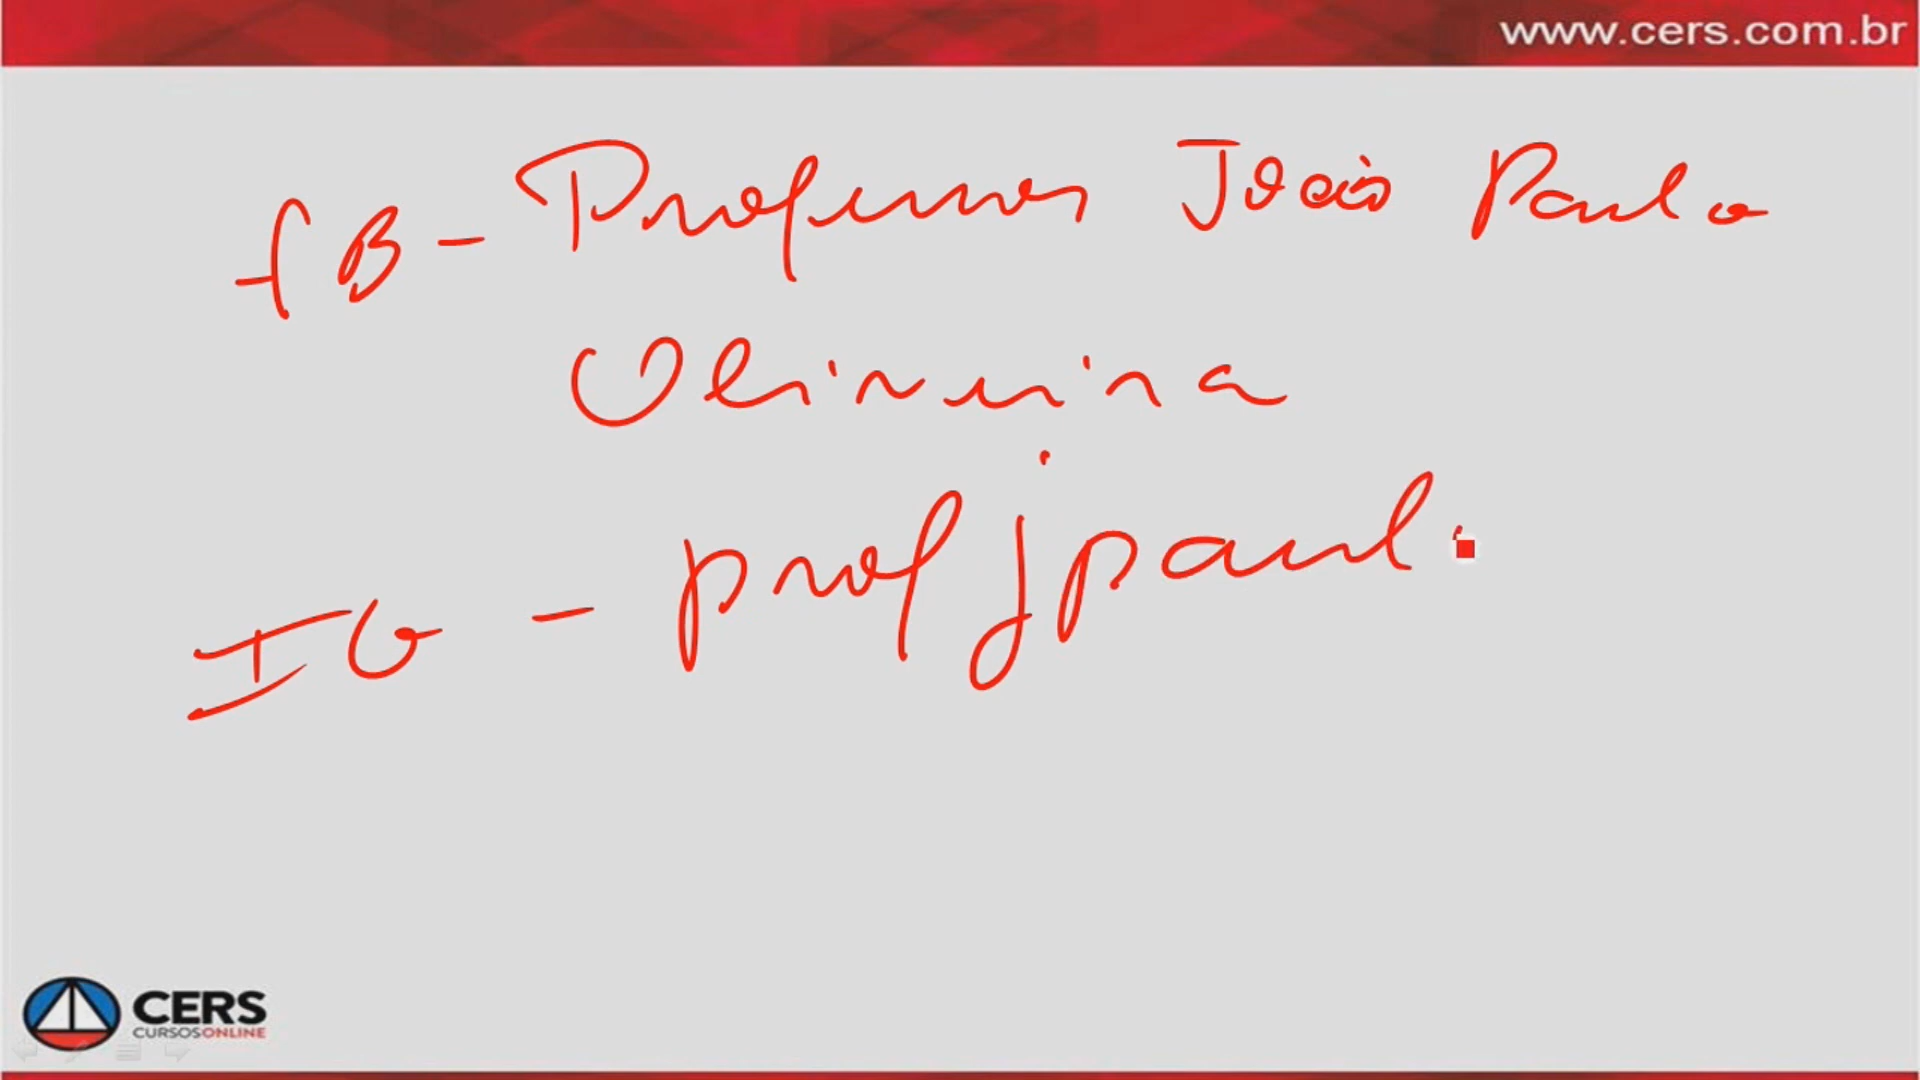 www.cers.com.br
FB - Professor João Paulo
Oliveira
IG - profjpaul
CERS
CURSOSONLINE